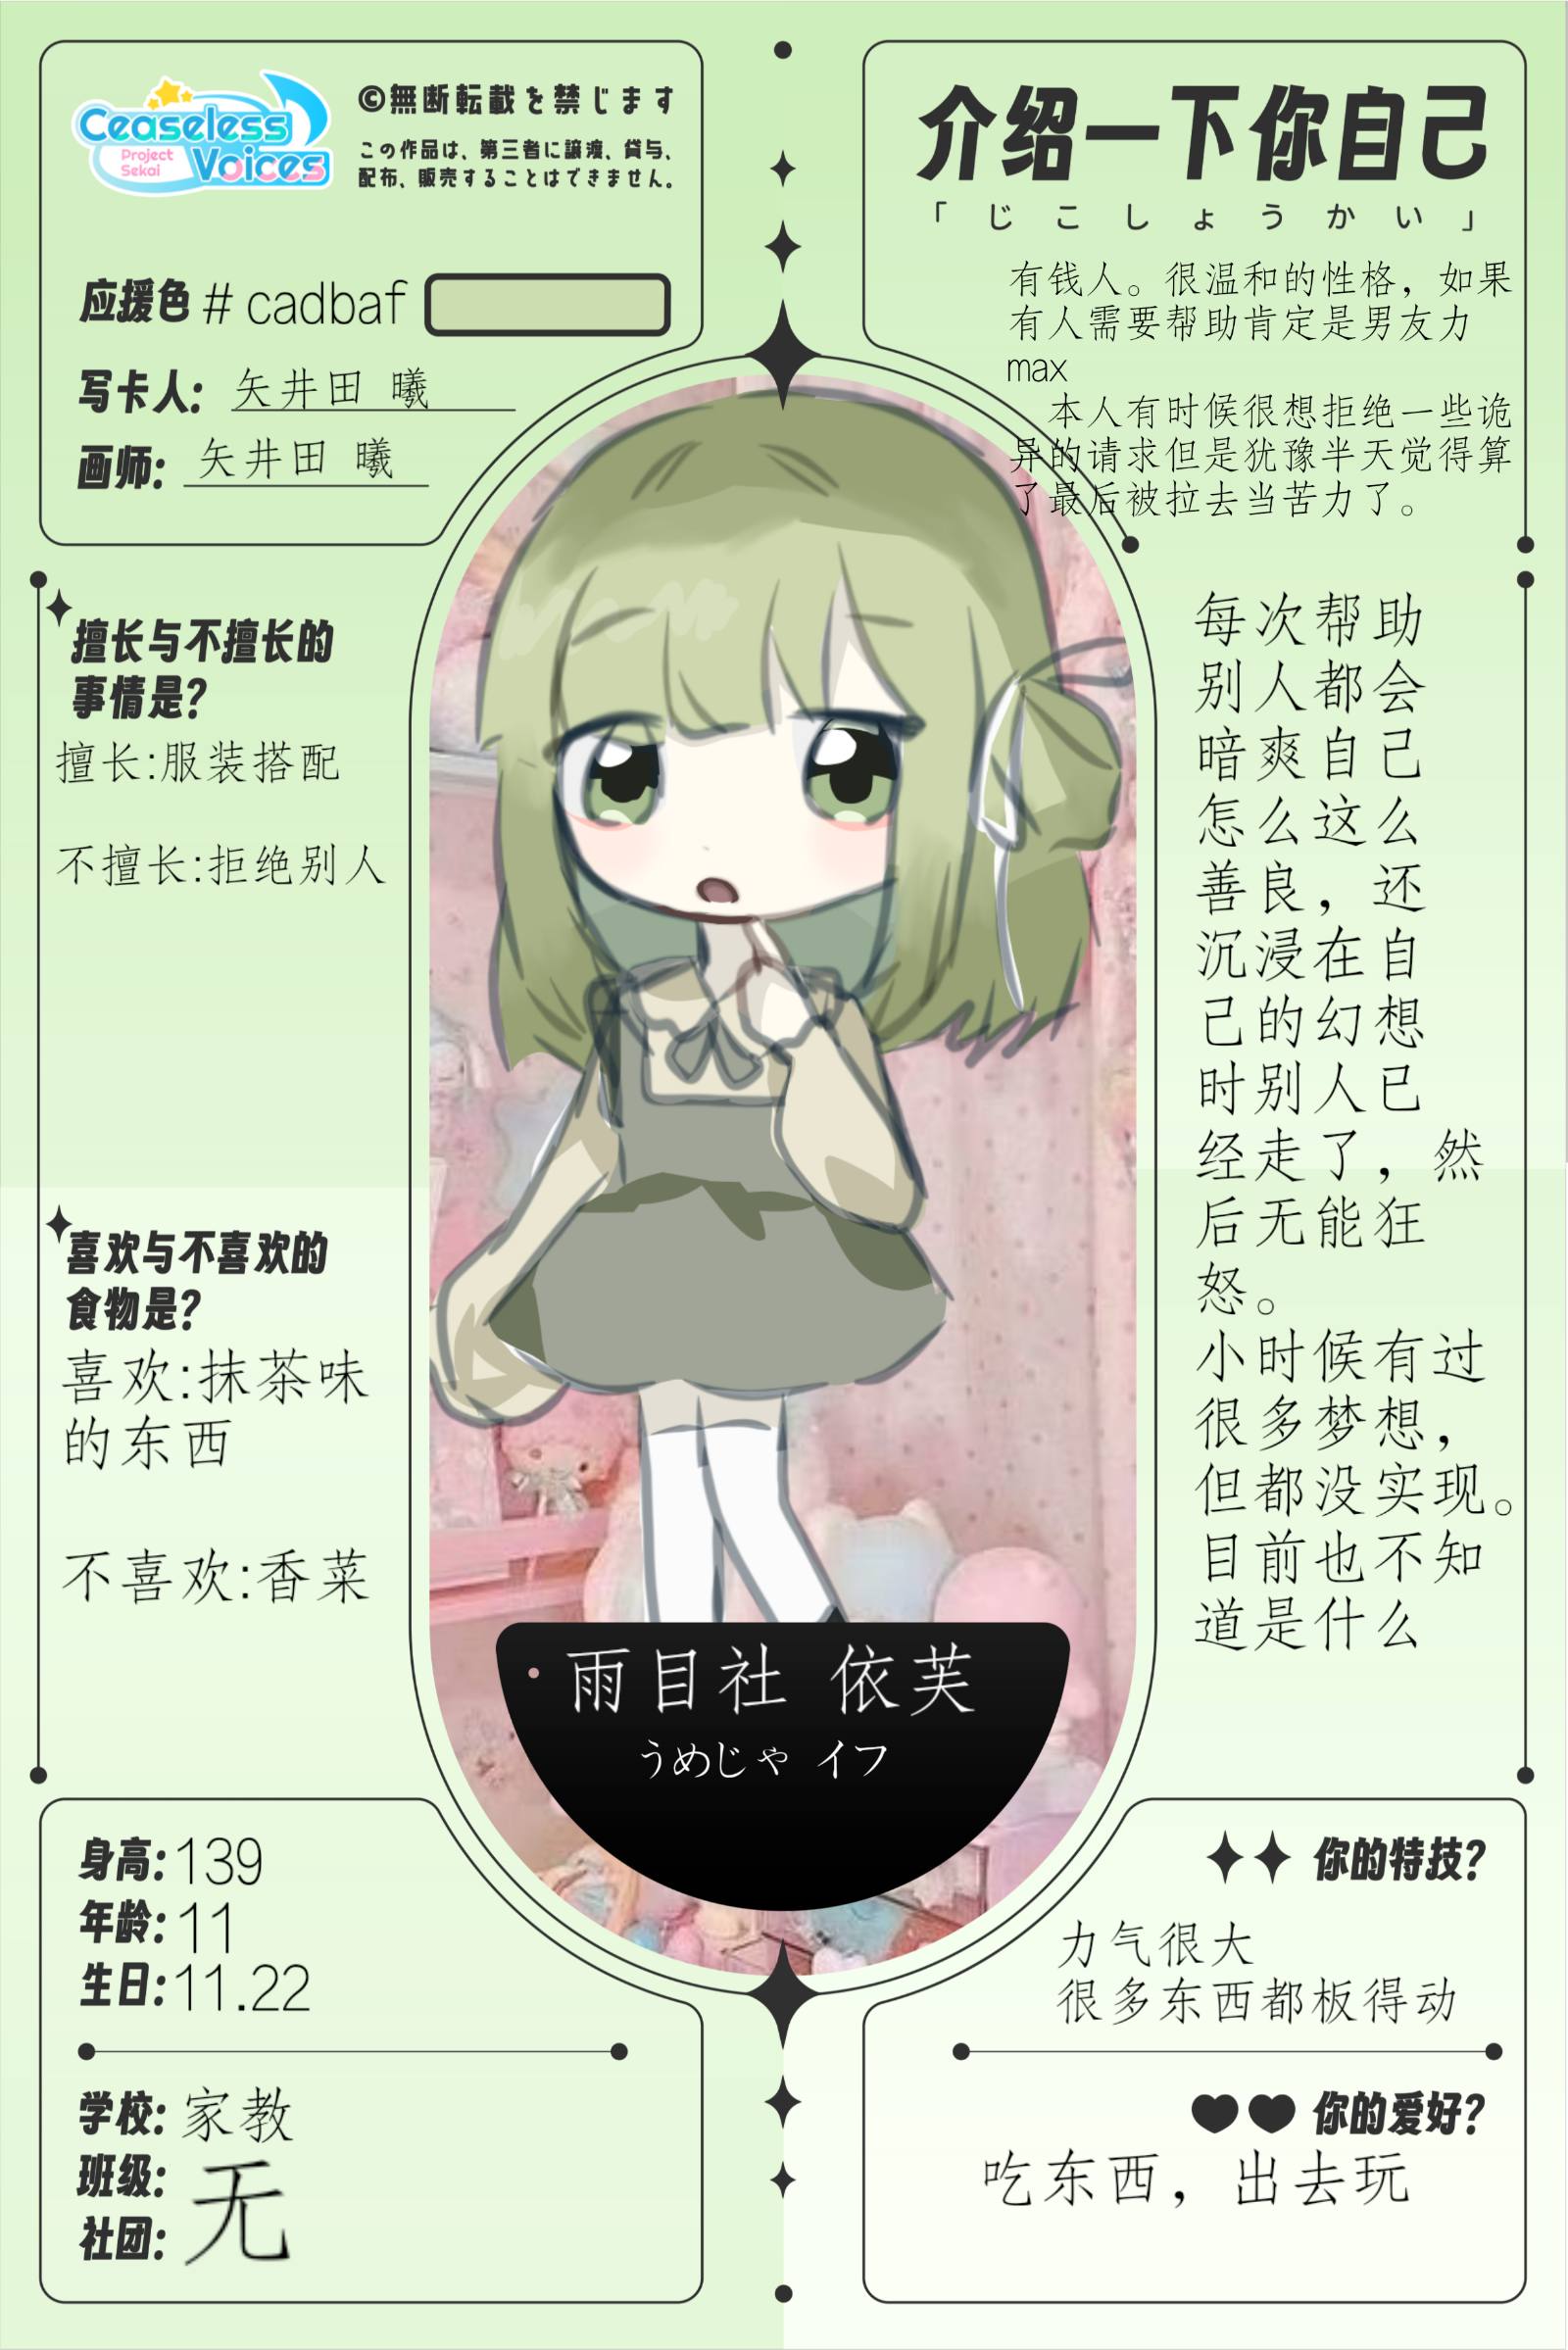 Ceaseless
Project
Sekai
Voices
©無断転載を禁じます
この作品は、第三者に譲渡、貸与、
配布、販売することはできません。
应援色 # cadbaf
写卡人: 矢井田 曦
画师: 矢井田 曦
介绍一下你自己
「じこしょうかい」
有钱人。很温和的性格，如果
有人需要帮助肯定是男友力
max
本人有时候很想拒绝一些诡
异的请求但是犹豫半天觉得算
了最后被拉去当苦力了。
擅长与不擅长的
事情是?
擅长:服装搭配
不擅长:拒绝别人
喜欢与不喜欢的
食物是?
喜欢:抹茶味
的东西
不喜欢:香菜
每次帮助
别人都会
暗爽自己
怎么这么
善良，还
沉浸在自
己的幻想
时别人已
经走了，然
后无能狂
怒。
小时候有过
很多梦想，
但都没实现。
目前也不知
道是什么
雨目社 依芙
うめじゃ イフ
身高:139
年龄:11
生日:11.22
学校:家教
班级:
无
社团:
你的特技?
力气很大
很多东西都板得动
你的爱好?
吃东西，出去玩